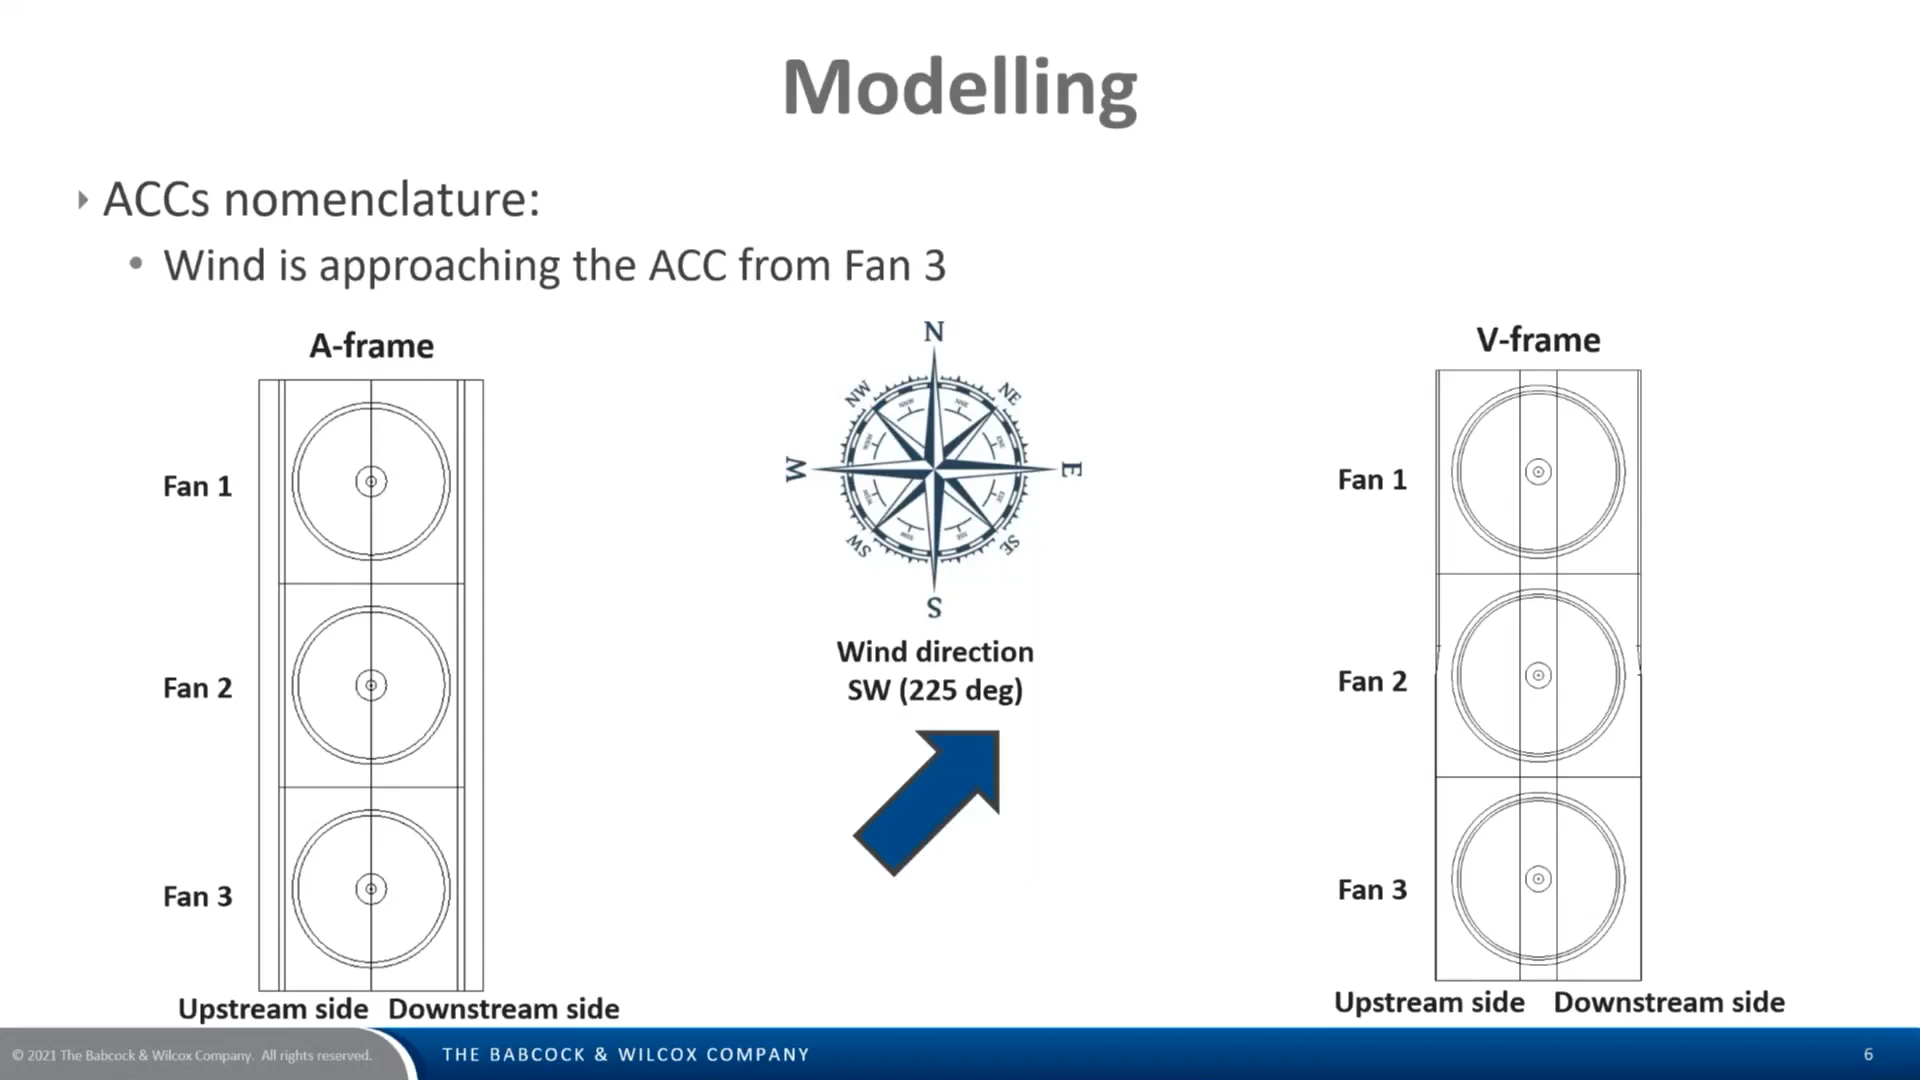 Modelling
ACCs nomenclature:
• Wind is approaching the ACC from Fan 3
A-frame
Fan 1
Fan 2
Fan 3
Upstream side Downstream side
N
NW
NE
W
E
SW
SE
S
Wind direction
SW (225 deg)
V-frame
Fan 1
Fan 2
Fan 3
Upstream side Downstream side
© 2021 The Babcock & Wilcox Company. All rights reserved.
THE BABCOCK & WILCOX COMPANY
6